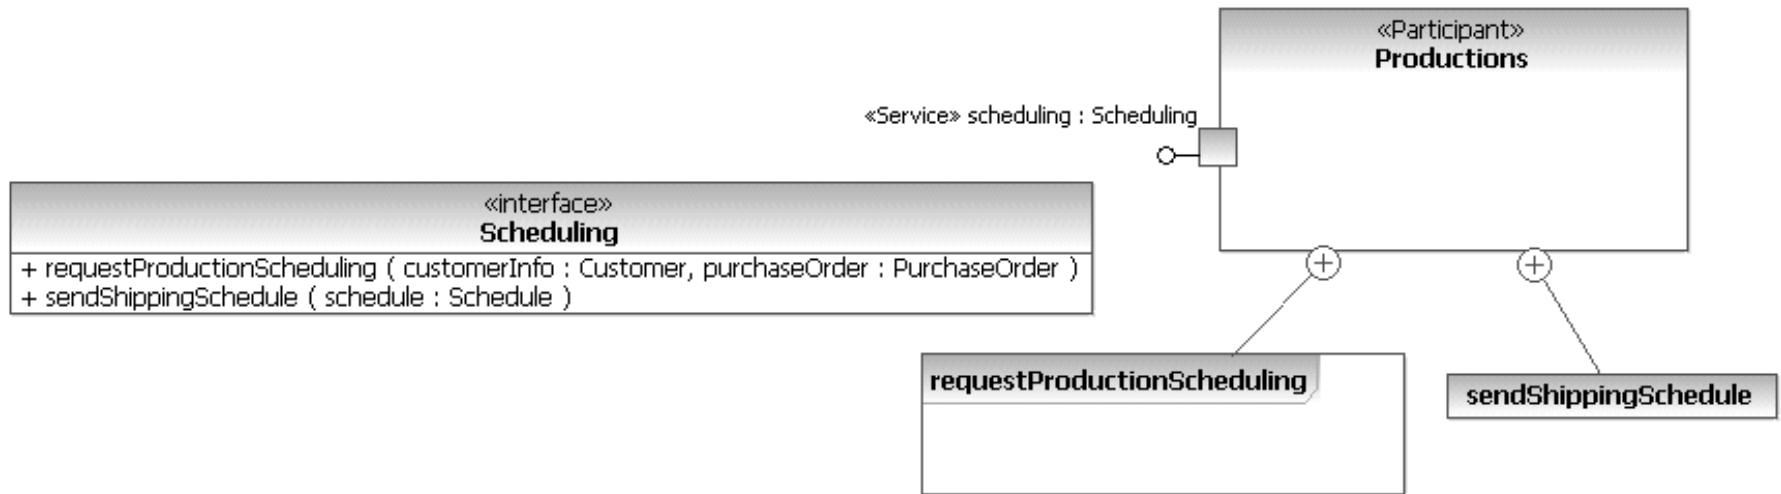 «Participant»
Productions
«Service» scheduling : Scheduling
«interface»
Scheduling
+ requestProductionScheduling ( customerInfo : Customer, purchaseOrder : PurchaseOrder )
+ sendShippingSchedule ( schedule : Schedule )
requestProductionScheduling
sendShippingSchedule